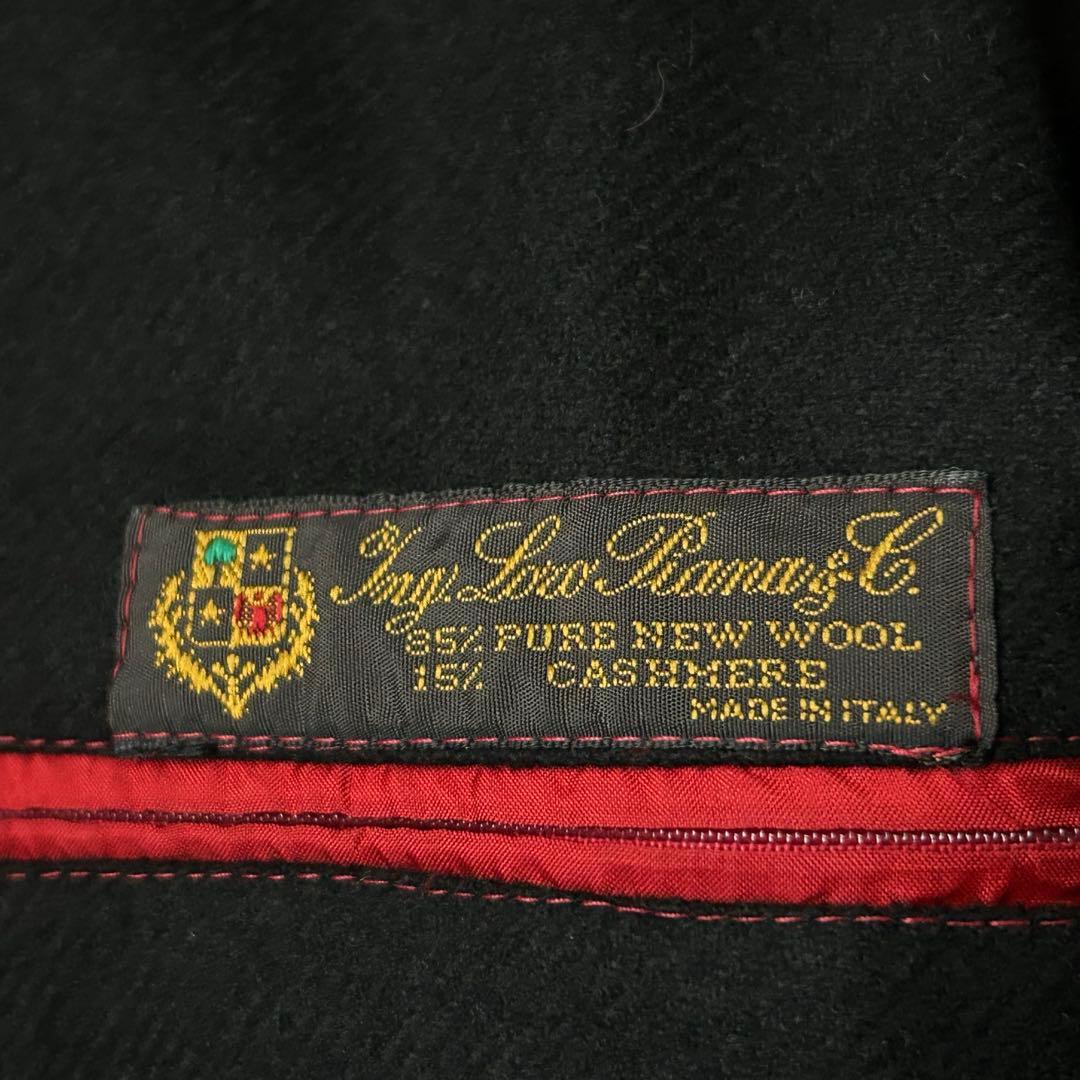 Ing. Loro Piana & C.
85% PURE NEW WOOL
15% CASHMERE
MADE IN ITALY